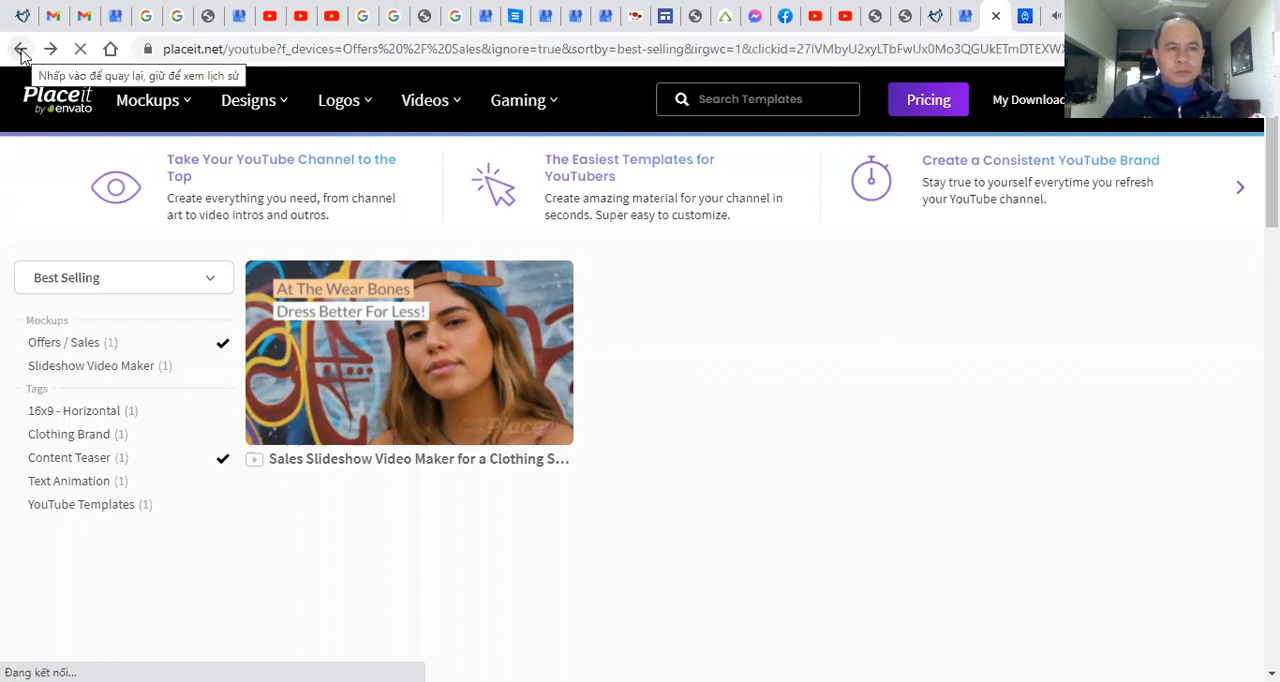 placeit.net/youtube?f_devices=Offers%20%2F%20Sales&ignore=true&sortby=best-selling&irgwc=1&clickid=27IVMbyU2xyLTbFwUx0Mo3QGUkETmDTEXWX
Nhấp vào để quay lại, giữ để xem lịch sử
Placeit
by envato
Mockups
Designs
Logos
Videos
Gaming
Search Templates
Pricing
My Downloac
Take Your YouTube Channel to the
Top
Create everything you need, from channel
art to video intros and outros.
The Easiest Templates for
YouTubers
Create amazing material for your channel in
seconds. Super easy to customize.
Create a Consistent YouTube Brand
Stay true to yourself everytime you refresh
your YouTube channel.
Best Selling
Mockups
Offers / Sales (1)
Slideshow Video Maker (1)
Tags
16x9 - Horizontal (1)
Clothing Brand (1)
Content Teaser (1)
Text Animation (1)
YouTube Templates (1)
At The Wear Bones
Dress Better For Less!
Placeit
Sales Slideshow Video Maker for a Clothing S...
Đang kết nối...